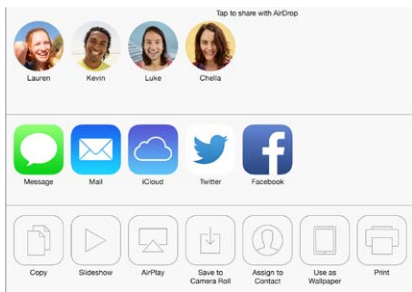 Tap to share with AirDrop
Lauren Kevin Luke Chella
Message Mail iCloud Twitter Facebook
Copy Slideshow AirPlay Save to Camera Roll Assign to Contact Use as Wallpaper Print